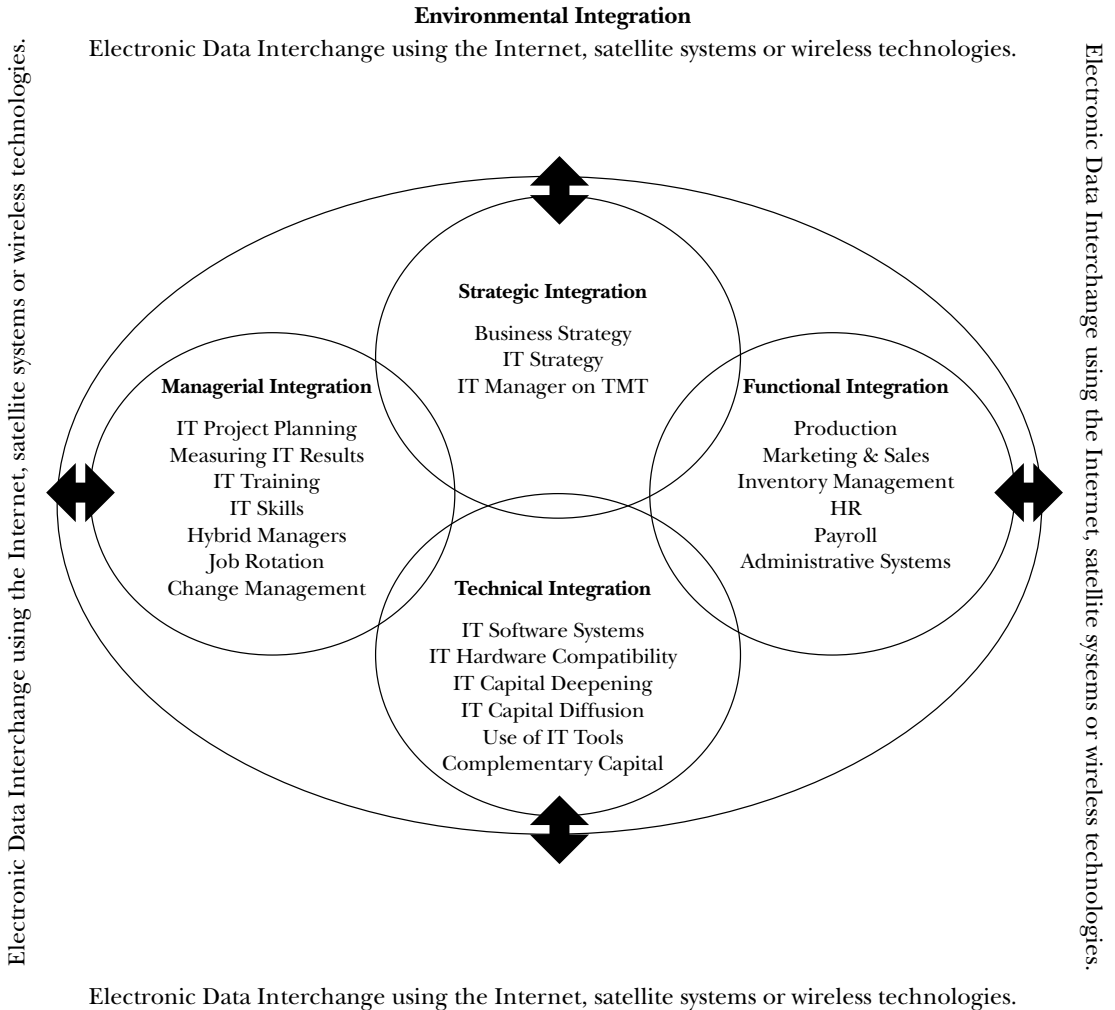 Environmental Integration
Electronic Data Interchange using the Internet, satellite systems or wireless technologies.
Electronic Data Interchange using the Internet, satellite systems or wireless technologies.
Strategic Integration
Business Strategy
IT Strategy
IT Manager on TMT
Managerial Integration
IT Project Planning
Measuring IT Results
IT Training
IT Skills
Hybrid Managers
Job Rotation
Change Management
Functional Integration
Production
Marketing & Sales
Inventory Management
HR
Payroll
Administrative Systems
Technical Integration
IT Software Systems
IT Hardware Compatibility
IT Capital Deepening
IT Capital Diffusion
Use of IT Tools
Complementary Capital
Electronic Data Interchange using the Internet, satellite systems or wireless technologies.
Electronic Data Interchange using the Internet, satellite systems or wireless technologies.